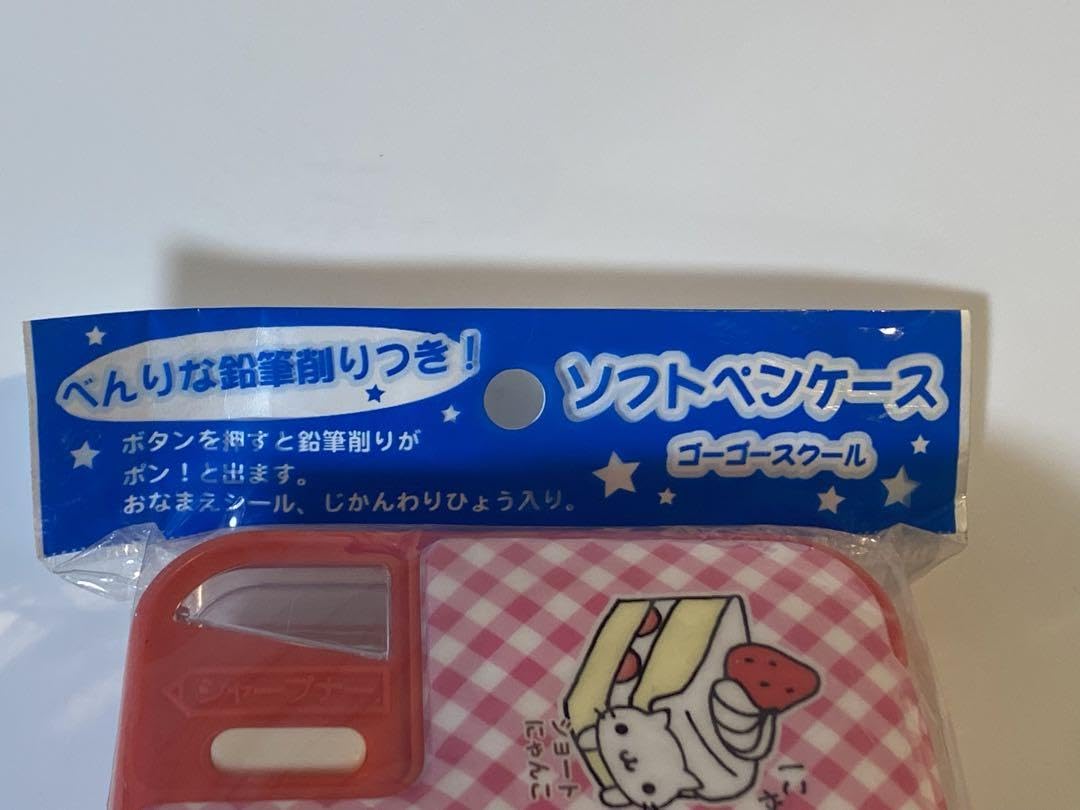 べんりな鉛筆削りつき！
ボタンを押すと鉛筆削りが
ポン！と出ます。
おなまえシール、じかんわりひょう入り。
ソフトペンケース
ゴーゴースクール
シャープナー
ショート
にゃんこ
にゃ